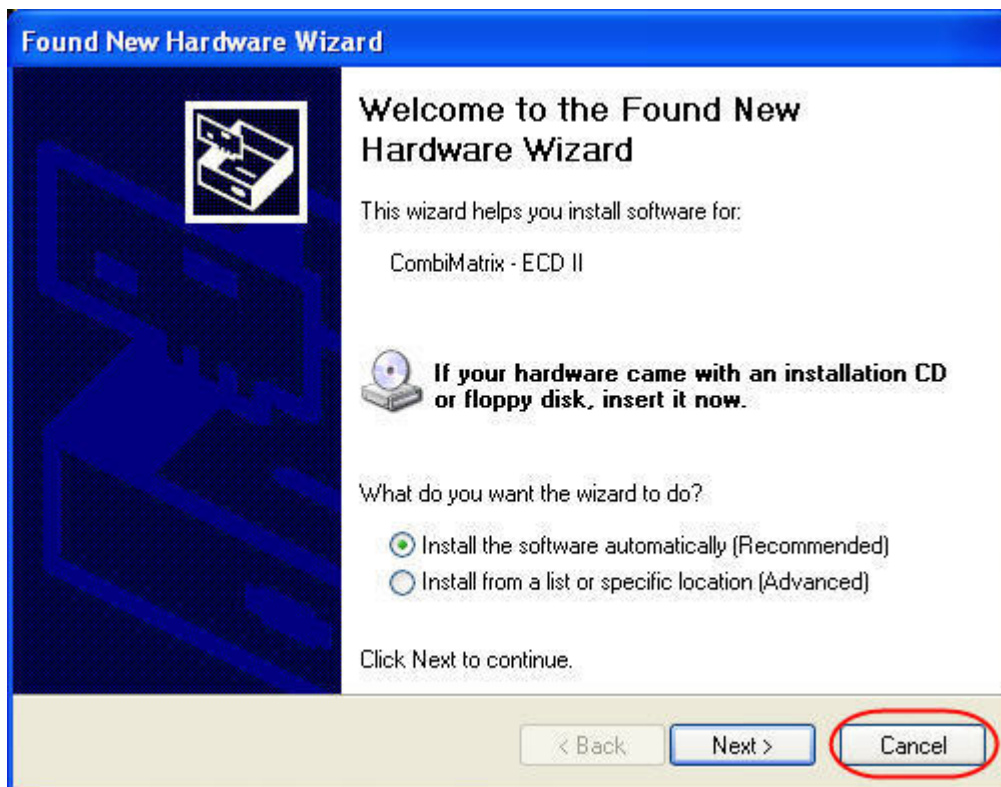 Found New Hardware Wizard
Welcome to the Found New
Hardware Wizard
This wizard helps you install software for:
CombiMatrix - ECD II
If your hardware came with an installation CD
or floppy disk, insert it now.
What do you want the wizard to do?
Install the software automatically (Recommended)
Install from a list or specific location (Advanced)
Click Next to continue.
< Back Next > Cancel